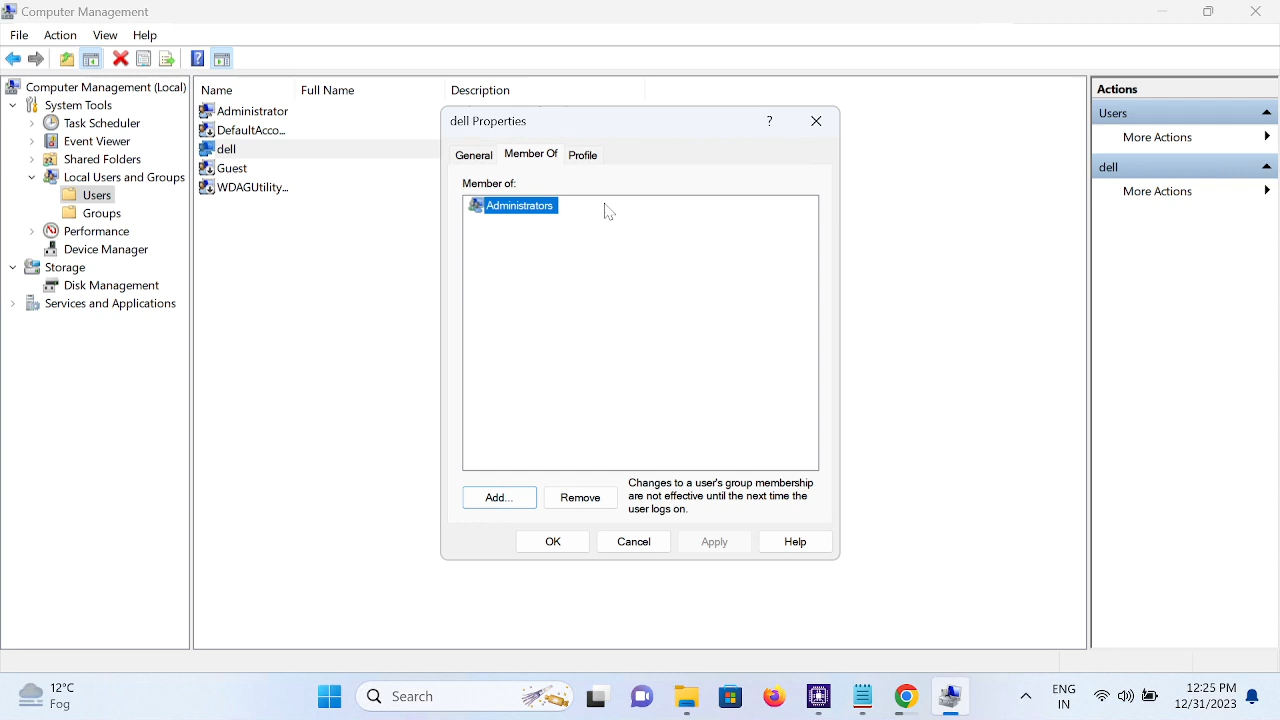 Computer Management
File Action View Help
Computer Management (Local)
System Tools
Task Scheduler
Event Viewer
Shared Folders
Local Users and Groups
Users
Groups
Performance
Device Manager
Storage
Disk Management
Services and Applications
Name Full Name Description
Administrator
DefaultAcco...
dell
Guest
WDAGUtility...
dell Properties
?
General Member Of Profile
Member of:
Administrators
Add... Remove
Changes to a user's group membership
are not effective until the next time the
user logs on.
OK Cancel Apply Help
Actions
Users
More Actions
dell
More Actions
12°C
Fog
Search
ENG
IN
12:25 PM
12/31/2023